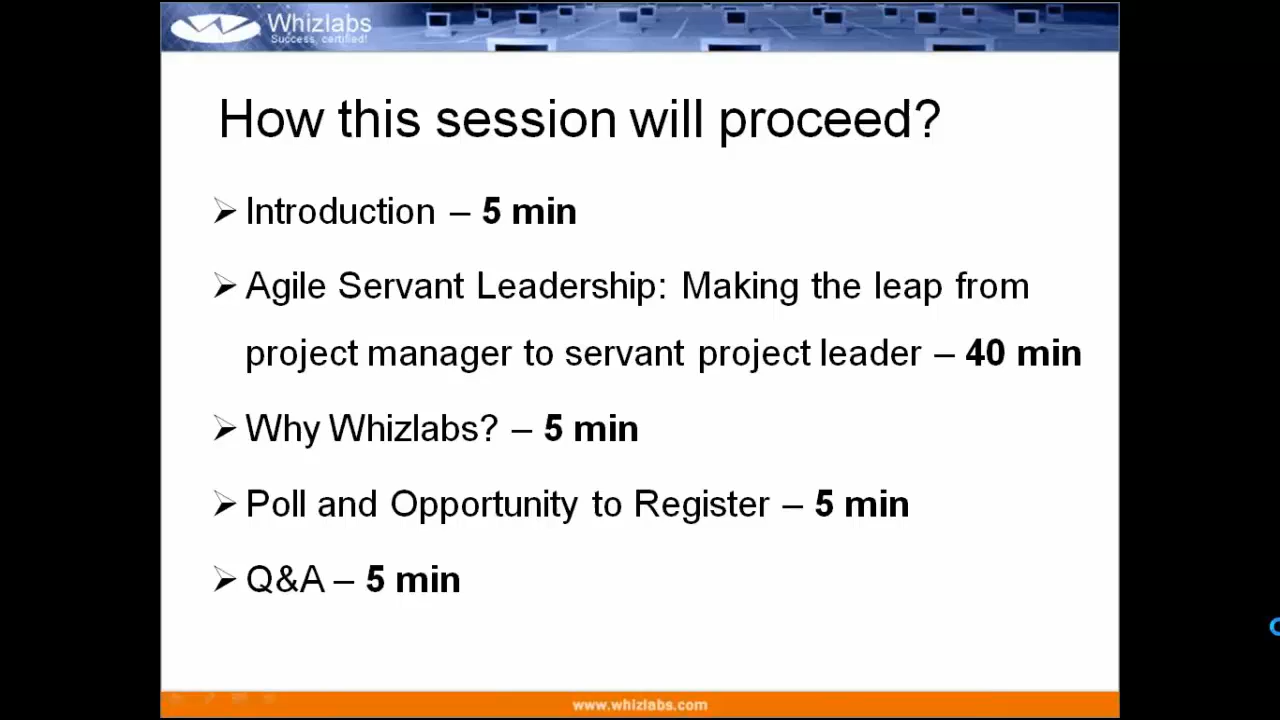 Whizlabs
Success, certified!
How this session will proceed?
Introduction – 5 min
Agile Servant Leadership: Making the leap from
project manager to servant project leader – 40 min
Why Whizlabs? – 5 min
Poll and Opportunity to Register – 5 min
Q&A – 5 min
www.whizlabs.com